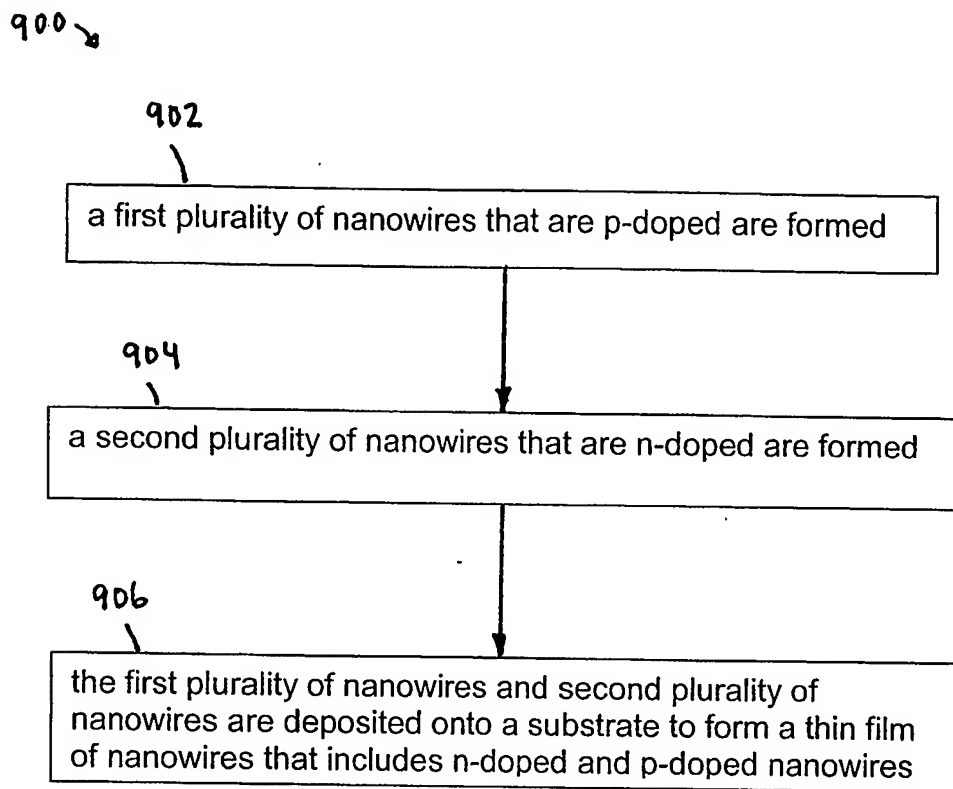 900
902
a first plurality of nanowires that are p-doped are formed
904
a second plurality of nanowires that are n-doped are formed
906
the first plurality of nanowires and second plurality of
nanowires are deposited onto a substrate to form a thin film
of nanowires that includes n-doped and p-doped nanowires